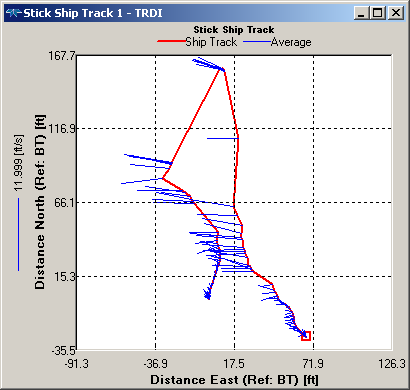 Stick Ship Track 1 - TRDI
Stick Ship Track
Ship Track Average
167.7
116.9
66.1
15.3
-35.5
-91.3 -36.9 17.5 71.9 126.3
Distance East (Ref: BT) [ft]
Distance North (Ref: BT) [ft]
11.999 [ft/s]